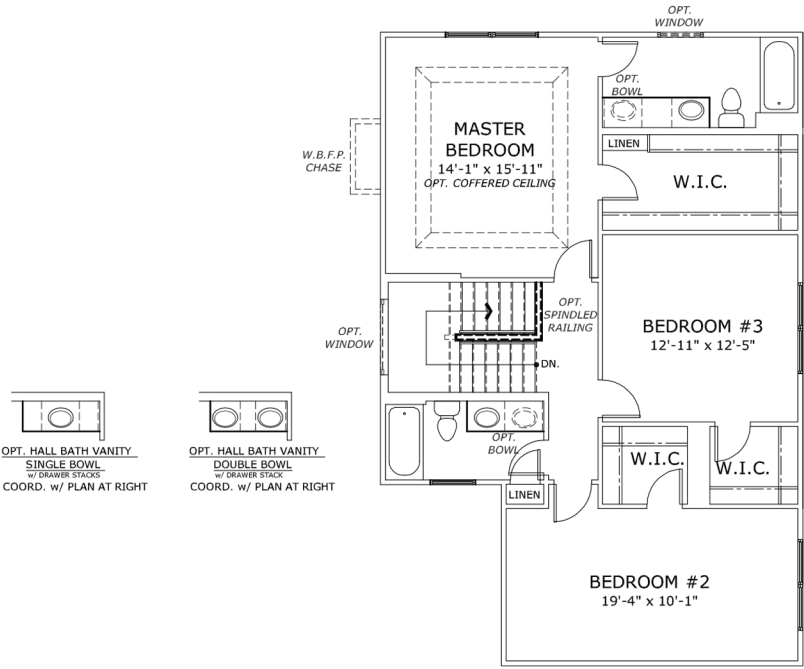 OPT.
WINDOW
OPT.
BOWL
MASTER
BEDROOM
14'-1" x 15'-11"
OPT. COFFERED CEILING
W.B.F.P.
CHASE
LINEN
W.I.C.
OPT.
SPINDLED
RAILING
OPT.
WINDOW
BEDROOM #3
12'-11" x 12'-5"
DN.
OPT.
BOWL
W.I.C.
W.I.C.
LINEN
BEDROOM #2
19'-4" x 10'-1"
OPT. HALL BATH VANITY
SINGLE BOWL
w/ DRAWER STACKS
COORD. w/ PLAN AT RIGHT
OPT. HALL BATH VANITY
DOUBLE BOWL
w/ DRAWER STACK
COORD. w/ PLAN AT RIGHT